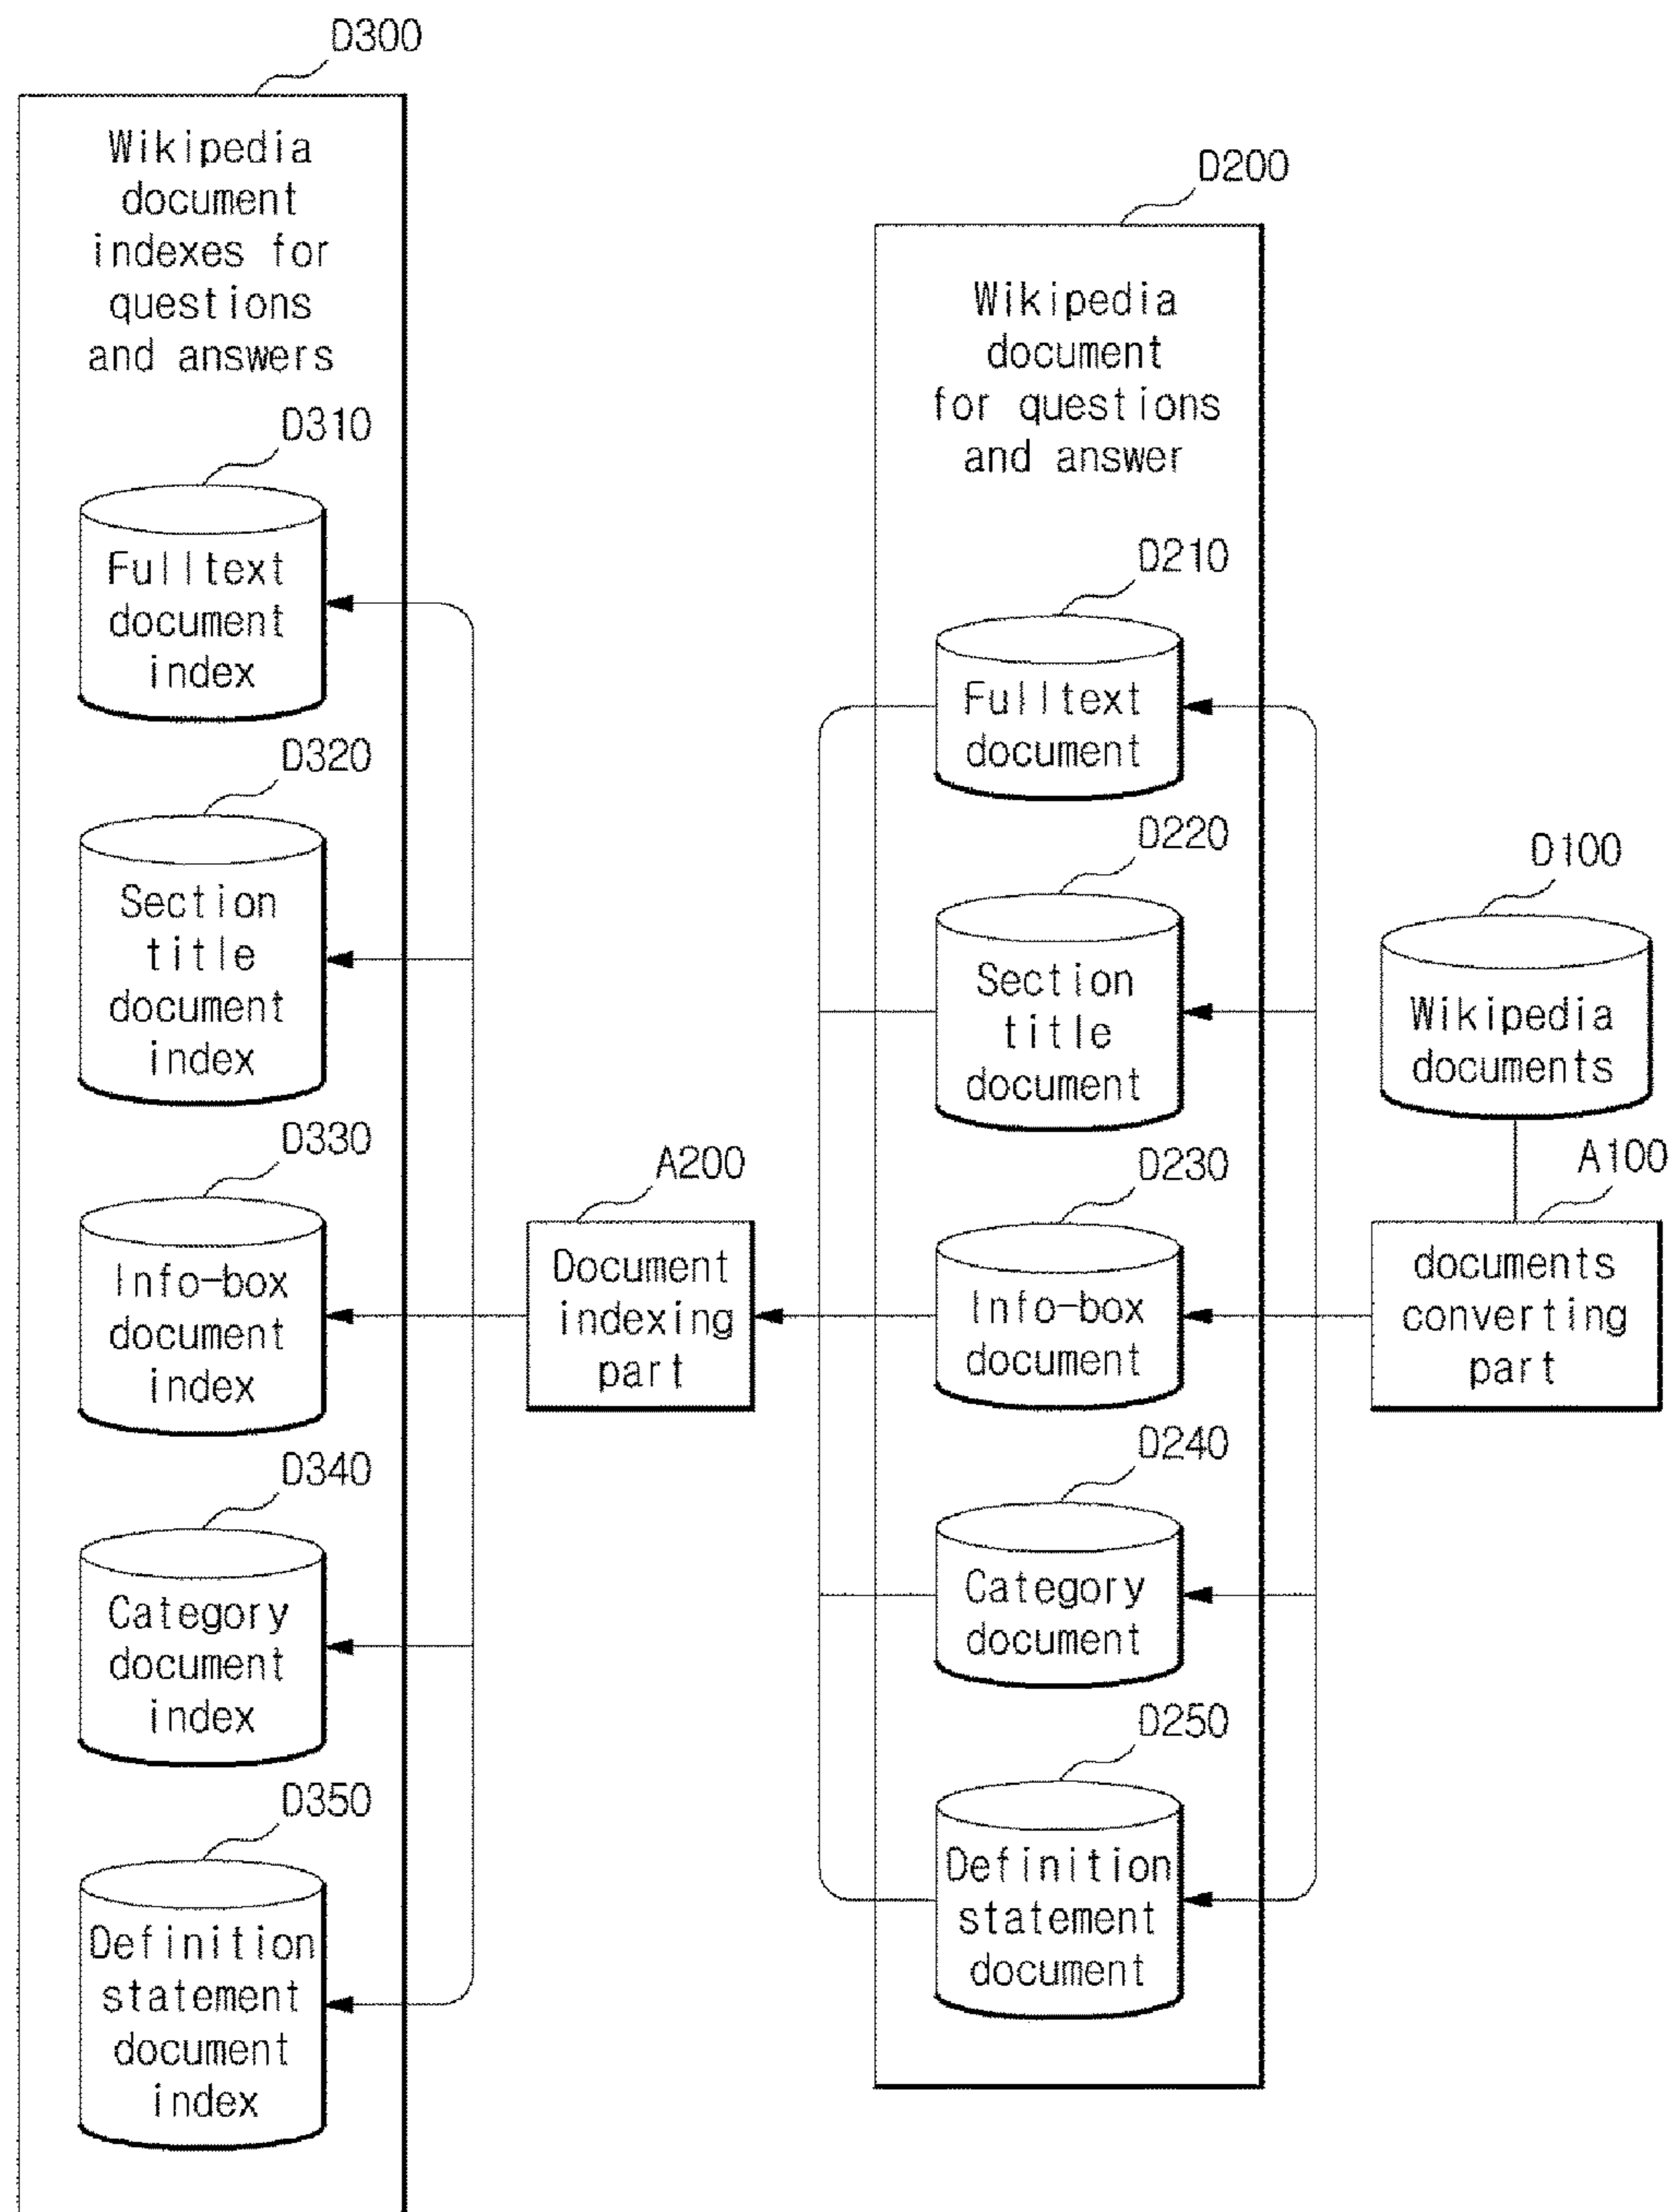 D300
Wikipedia
document
indexes for
questions
and answers
D310
Fulltext
document
index
D320
Section
title
document
index
D330
Info-box
document
index
D340
Category
document
index
D350
Definition
statement
document
index
A200
Document
indexing
part
D200
Wikipedia
document
for questions
and answer
D210
Fulltext
document
D220
Section
title
document
D230
Info-box
document
D240
Category
document
D250
Definition
statement
document
D100
Wikipedia
documents
A100
documents
converting
part